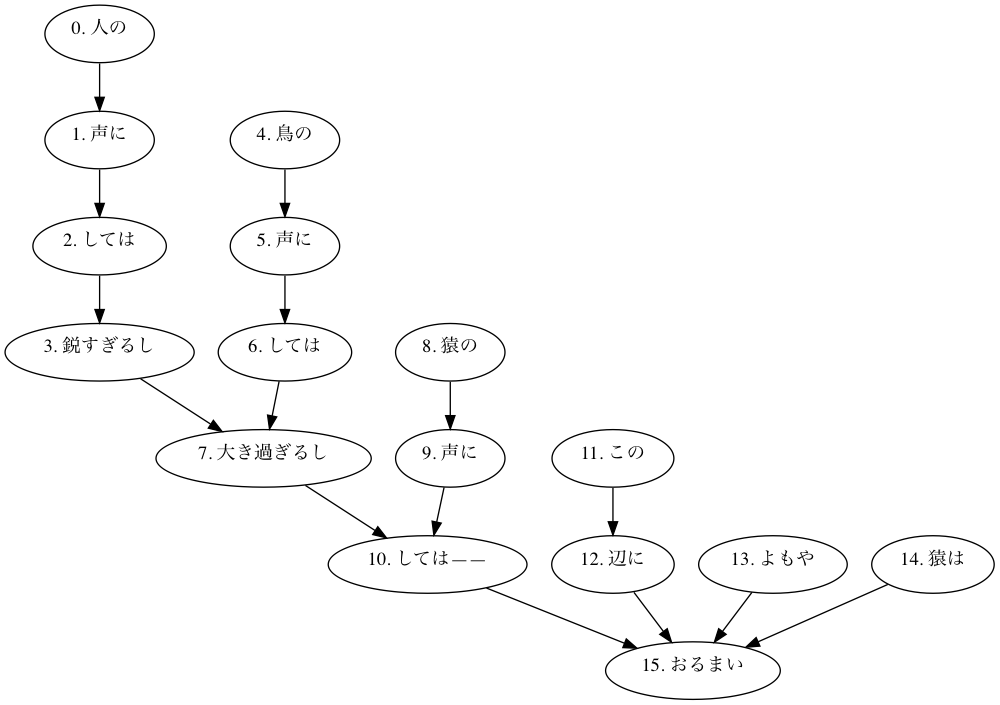 0. 人の
1. 声に
4. 鳥の
2. しては
5. 声に
3. 鋭すぎるし
6. しては
8. 猿の
7. 大き過ぎるし
9. 声に
11. この
10. しては——
12. 辺に
13. よもや
14. 猿は
15. おるまい